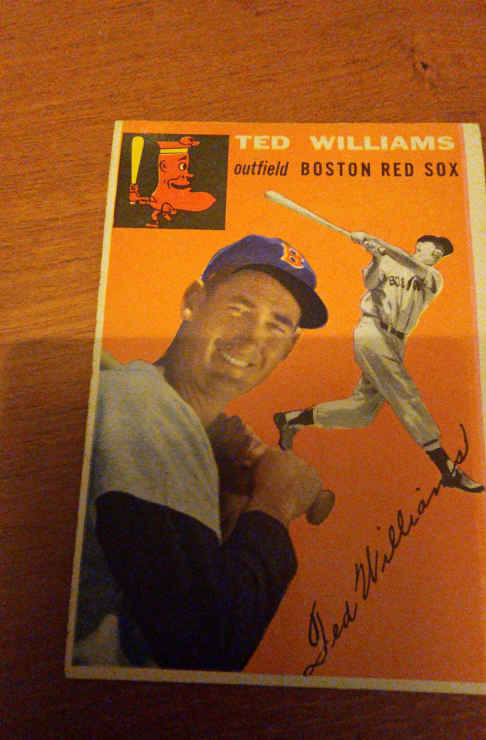 TED WILLIAMS
outfield BOSTON RED SOX
B
Ted Williams